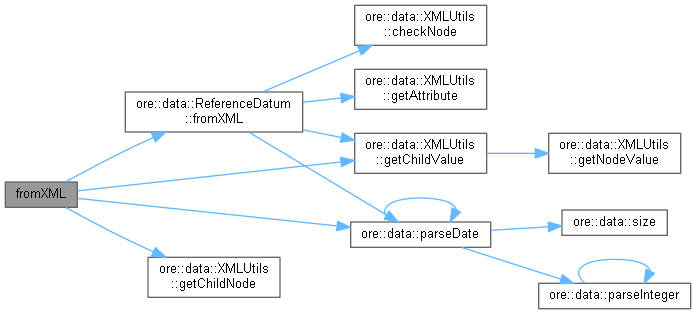 fromXML
ore::data::ReferenceDatum
::fromXML
ore::data::XMLUtils
::getChildNode
ore::data::XMLUtils
::checkNode
ore::data::XMLUtils
::getAttribute
ore::data::XMLUtils
::getChildValue
ore::data::parseDate
ore::data::XMLUtils
::getNodeValue
ore::data::size
ore::data::parseInteger